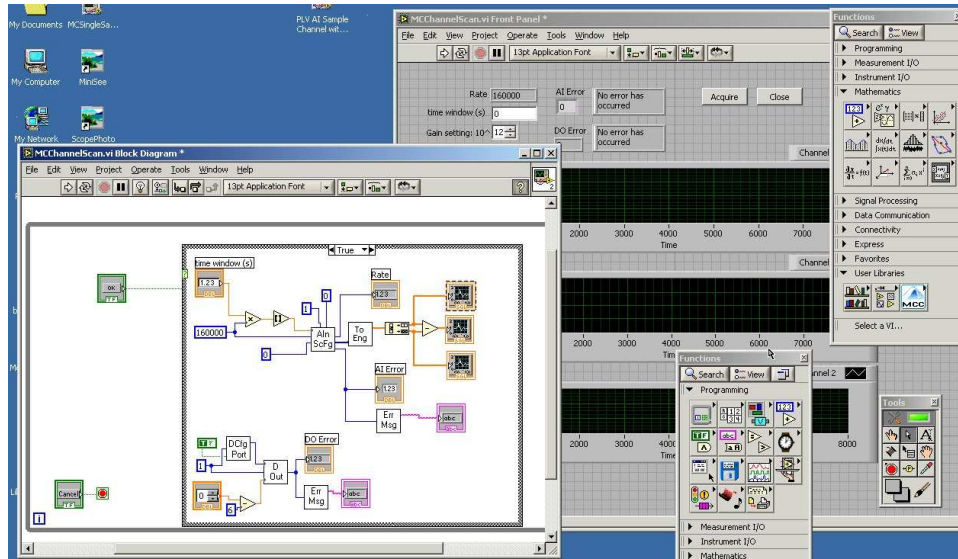 My Documents MCSingleSa...
PLV AI Sample
Channel wit...
My Computer MiniSee
My Network ScopePhoto
MCChannelScan.vi Front Panel *
File Edit View Project Operate Tools Window Help
13pt Application Font
Rate 160000
time window (s) 0
Gain setting: 10^ 12
AI Error
0
No error has
occurred
DO Error
No error has
occurred
Acquire Close
Channel
2000 3000 4000 5000 6000 7000
Time
Channel
2000 3000 4000 5000 6000 7000
Tim
nnel 2
2000 3000 4000 8000
Functions
Search View
Programming
Measurement I/O
Instrument I/O
Mathematics
Signal Processing
Data Communication
Connectivity
Express
Favorites
User Libraries
MCC
Select a VI...
MCChannelScan.vi Block Diagram *
File Edit View Project Operate Tools Window Help
13pt Application Font
2
True
time window (s)
1.23
OK
TF
160000
1
0
0
AIn
ScFg
To
Eng
Rate
1.23
AI Error
1.23
Err
Msg
abc
TF
DCfg
Port
1
D
Out
0
6
DO Error
1.23
Err
Msg
abc
Cancel
TF
i
Functions
Search View
Programming
Measurement I/O
Instrument I/O
Mathematics
Tools